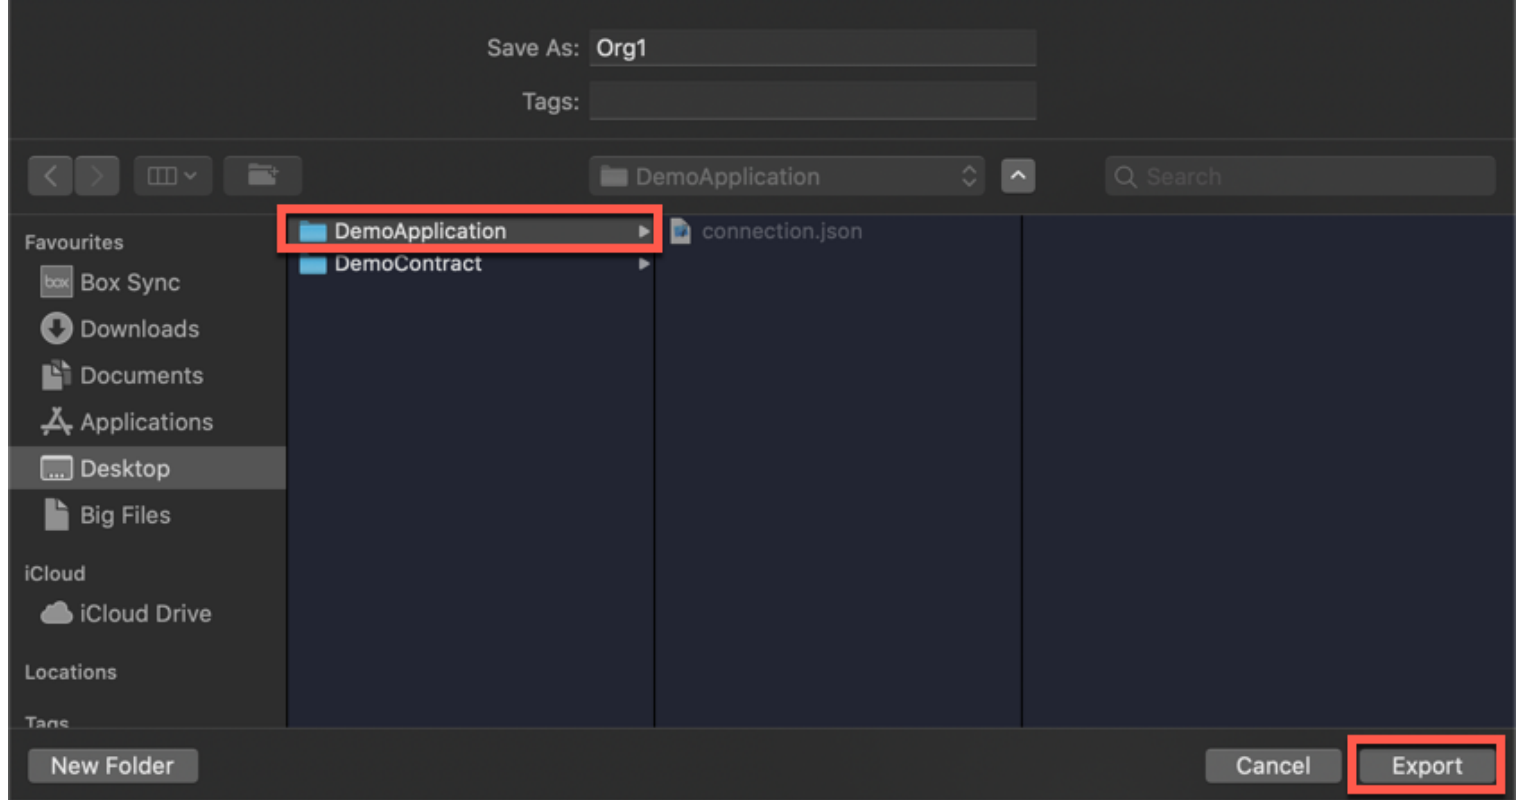 Save As: Org1
Tags:
DemoApplication
Search
Favourites
box Box Sync
Downloads
Documents
Applications
Desktop
Big Files
iCloud
iCloud Drive
Locations
Tags
DemoApplication
DemoContract
connection.json
New Folder
Cancel
Export